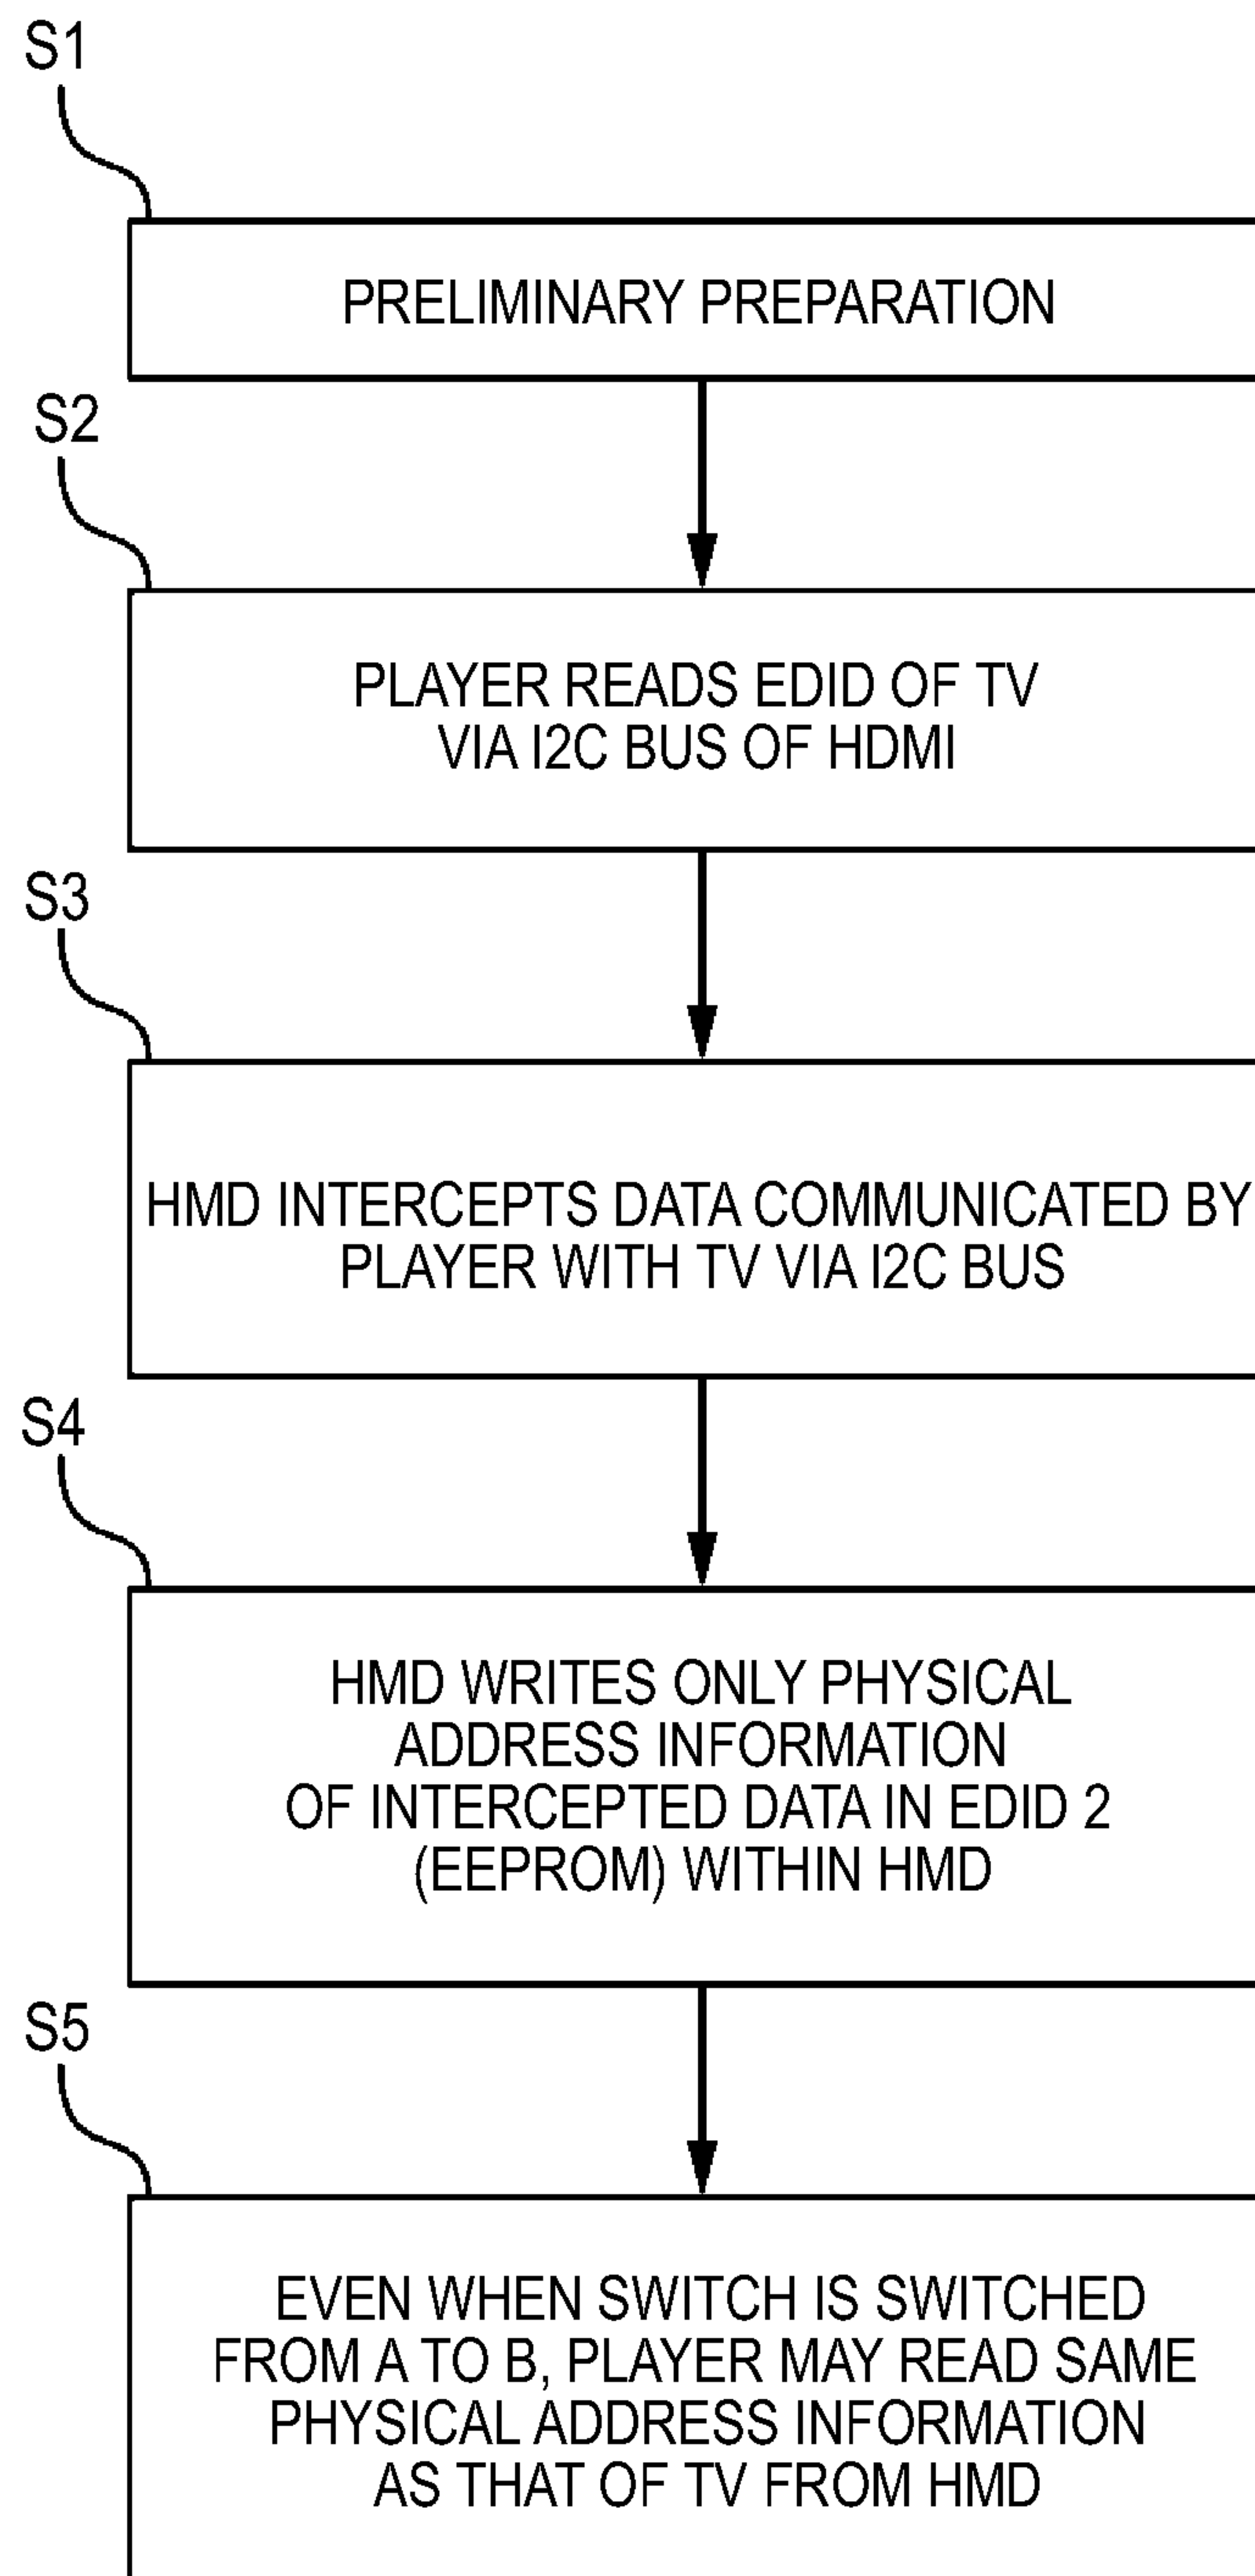 S1
PRELIMINARY PREPARATION
S2
PLAYER READS EDID OF TV
VIA I2C BUS OF HDMI
S3
HMD INTERCEPTS DATA COMMUNICATED BY
PLAYER WITH TV VIA I2C BUS
S4
HMD WRITES ONLY PHYSICAL
ADDRESS INFORMATION
OF INTERCEPTED DATA IN EDID 2
(EEPROM) WITHIN HMD
S5
EVEN WHEN SWITCH IS SWITCHED
FROM A TO B, PLAYER MAY READ SAME
PHYSICAL ADDRESS INFORMATION
AS THAT OF TV FROM HMD